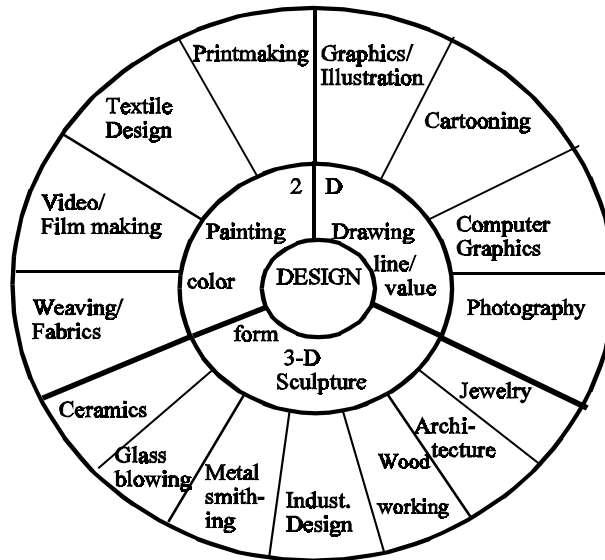 Printmaking
Graphics/
Illustration
Textile
Design
Cartooning
2 D
Video/
Film making
Painting
Drawing
Computer
Graphics
color
DESIGN
line/
value
Weaving/
Fabrics
Photography
form
3-D
Sculpture
Ceramics
Jewelry
Glass
blowing
Metal
smith-
ing
Indust.
Design
Wood
working
Archi-
tecture